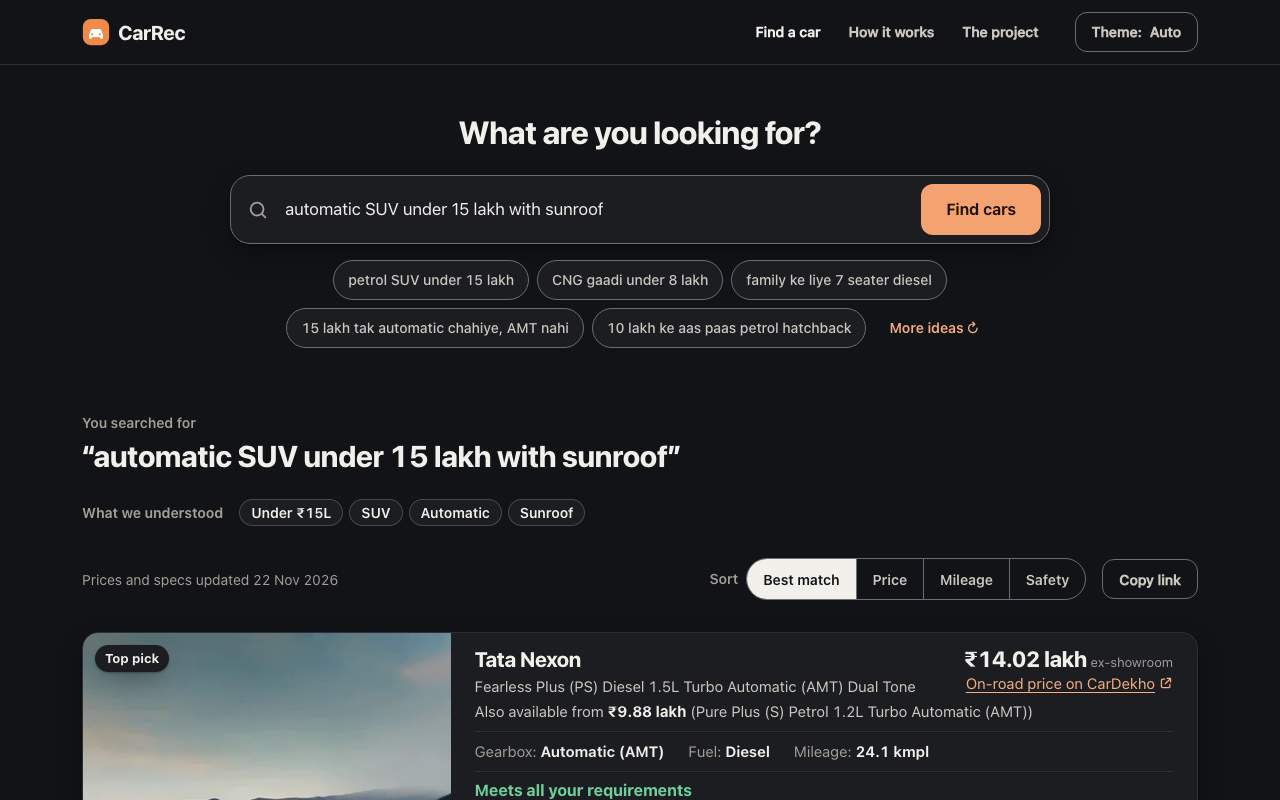 CarRec
Find a car
How it works
The project
Theme: Auto
What are you looking for?
automatic SUV under 15 lakh with sunroof
Find cars
petrol SUV under 15 lakh
CNG gaadi under 8 lakh
family ke liye 7 seater diesel
15 lakh tak automatic chahiye, AMT nahi
10 lakh ke aas paas petrol hatchback
More ideas ↻
You searched for
“automatic SUV under 15 lakh with sunroof”
What we understood
Under ₹15L
SUV
Automatic
Sunroof
Prices and specs updated 22 Nov 2026
Sort
Best match
Price
Mileage
Safety
Copy link
Top pick
Tata Nexon
₹14.02 lakh ex-showroom
Fearless Plus (PS) Diesel 1.5L Turbo Automatic (AMT) Dual Tone
On-road price on CarDekho
Also available from ₹9.88 lakh (Pure Plus (S) Petrol 1.2L Turbo Automatic (AMT))
Gearbox: Automatic (AMT)
Fuel: Diesel
Mileage: 24.1 kmpl
Meets all your requirements